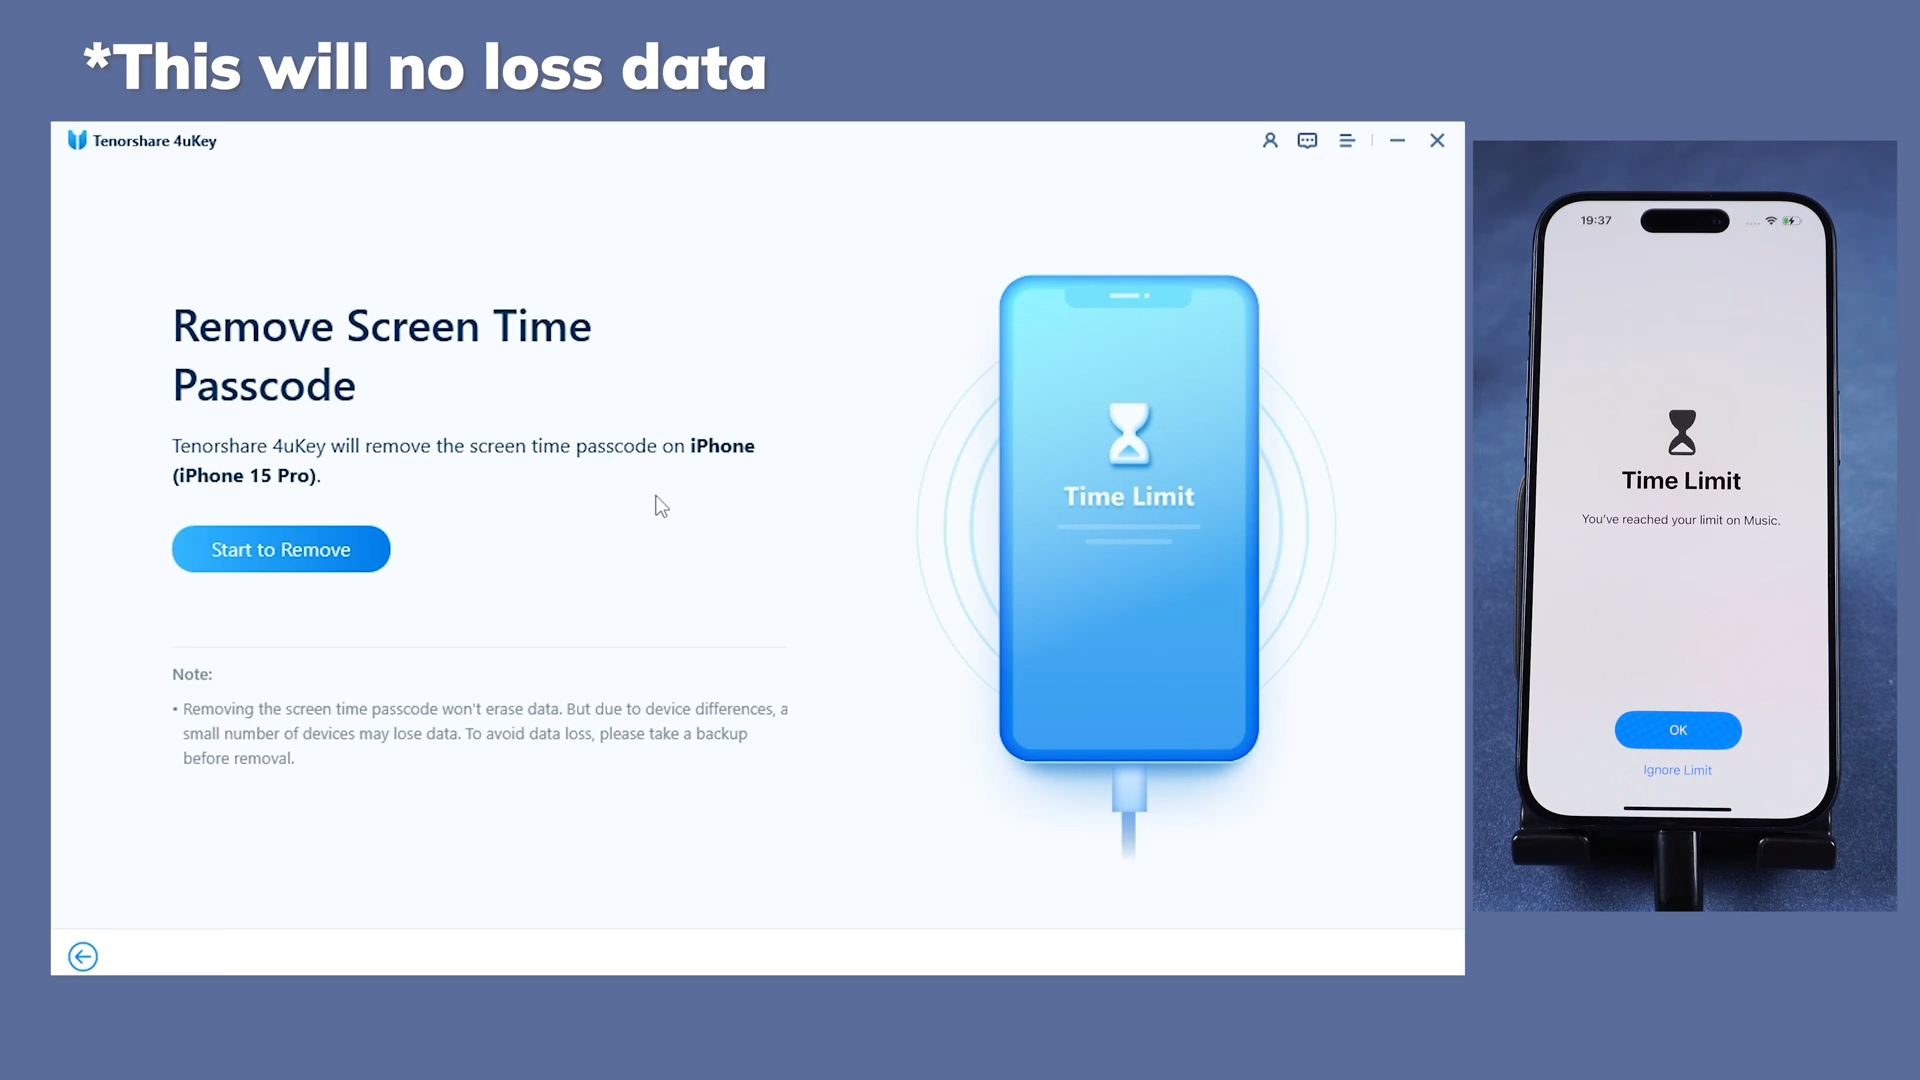 *This will no loss data
Tenorshare 4uKey
Remove Screen Time
Passcode
Tenorshare 4uKey will remove the screen time passcode on iPhone
(iPhone 15 Pro).
Start to Remove
Note:
• Removing the screen time passcode won't erase data. But due to device differences, a
small number of devices may lose data. To avoid data loss, please take a backup
before removal.
Time Limit
19:37
Time Limit
You've reached your limit on Music.
OK
Ignore Limit